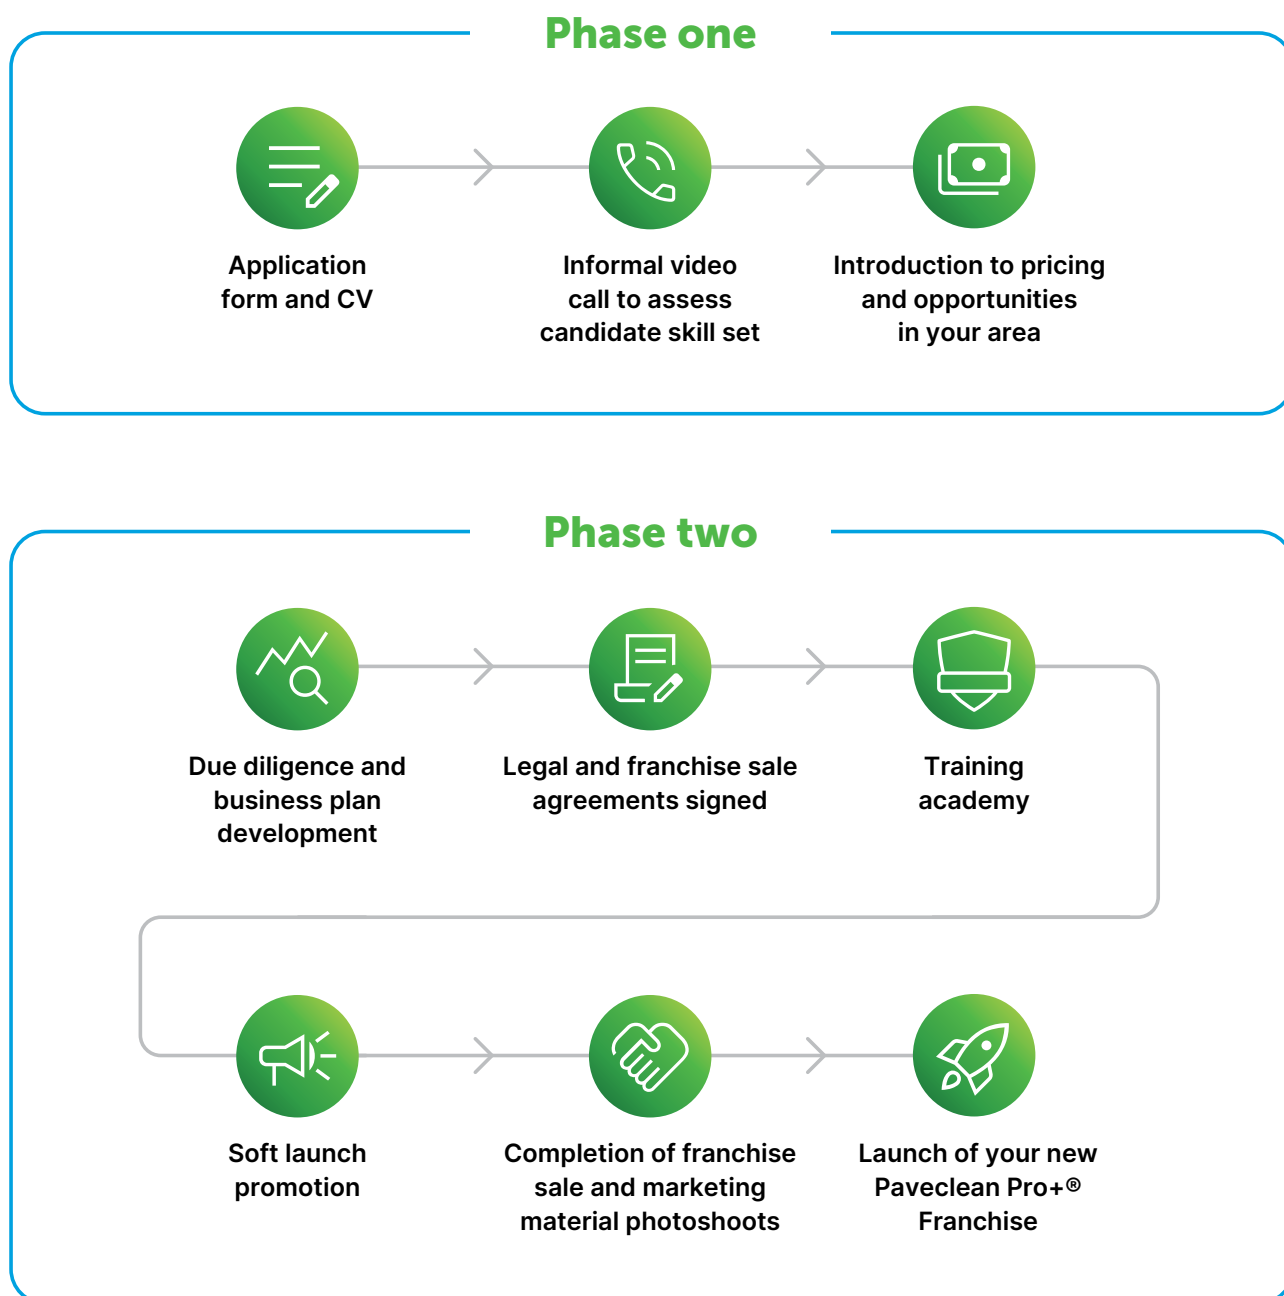 Phase one
Application
form and CV
Informal video
call to assess
candidate skill set
Introduction to pricing
and opportunities
in your area
Phase two
Due diligence and
business plan
development
Legal and franchise sale
agreements signed
Training
academy
Soft launch
promotion
Completion of franchise
sale and marketing
material photoshoots
Launch of your new
Paveclean Pro+®
Franchise